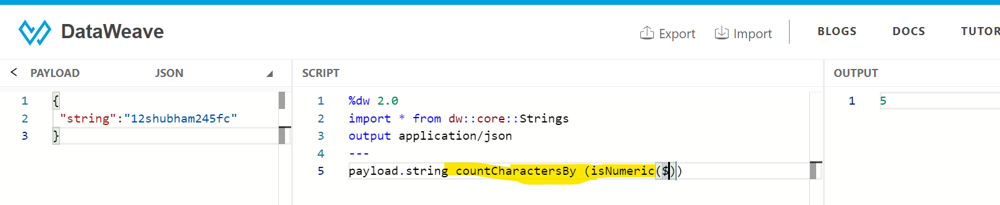 DataWeave
Export Import BLOGS DOCS TUTOR
< PAYLOAD JSON
1 {
2 "string":"12shubham245fc"
3 }
SCRIPT
1 %dw 2.0
2 import * from dw::core::Strings
3 output application/json
4 ---
5 payload.string countCharactersBy (isNumeric($))
OUTPUT
1 5